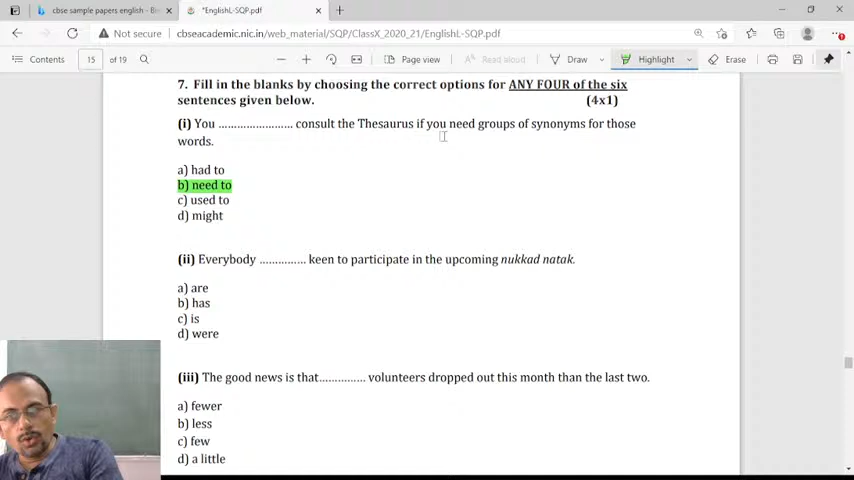 cbse sample papers english - Bi
*EnglishL-SQP.pdf
Not secure
cbseacademic.nic.in/web_material/SQP/ClassX_2020_21/EnglishL-SQP.pdf
Contents
15 of 19
Page view
Read aloud
Draw
Highlight
Erase
7. Fill in the blanks by choosing the correct options for ANY FOUR of the six
sentences given below. (4x1)
(i) You ........................ consult the Thesaurus if you need groups of synonyms for those
words.
a) had to
b) need to
c) used to
d) might
(ii) Everybody ............... keen to participate in the upcoming nukkad natak.
a) are
b) has
c) is
d) were
(iii) The good news is that............... volunteers dropped out this month than the last two.
a) fewer
b) less
c) few
d) a little